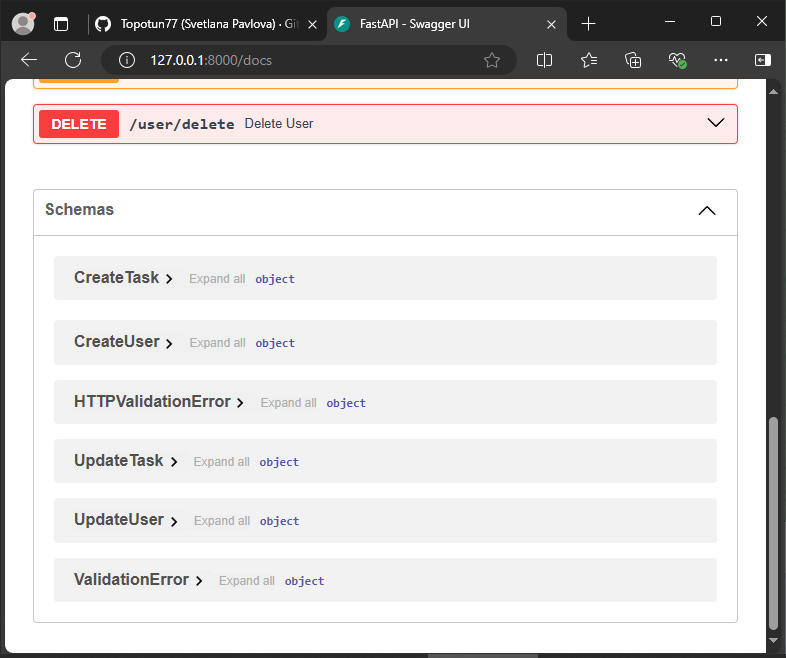 Topotun77 (Svetlana Pavlova) · Git
FastAPI - Swagger UI
127.0.0.1:8000/docs
DELETE /user/delete Delete User
Schemas
CreateTask Expand all object
CreateUser Expand all object
HTTPValidationError Expand all object
UpdateTask Expand all object
UpdateUser Expand all object
ValidationError Expand all object